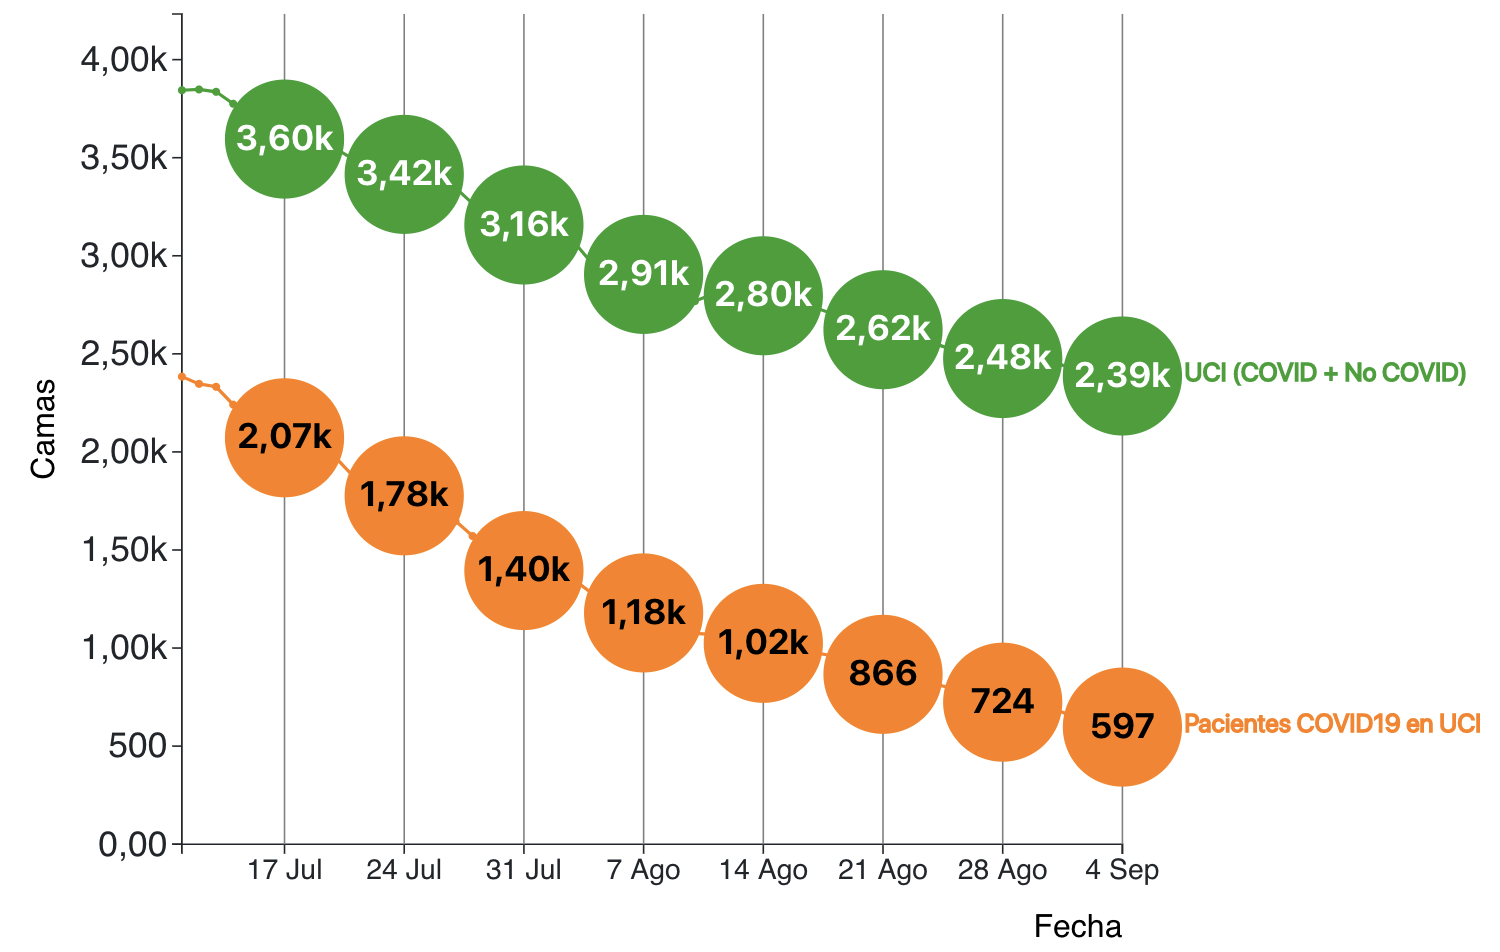 4,00k
3,50k
3,00k
2,50k
2,00k
1,50k
1,00k
500
0,00
Camas
3,60k
3,42k
3,16k
2,91k
2,80k
2,62k
2,48k
2,39k
UCI (COVID + No COVID)
2,07k
1,78k
1,40k
1,18k
1,02k
866
724
597
Pacientes COVID19 en UCI
17 Jul
24 Jul
31 Jul
7 Ago
14 Ago
21 Ago
28 Ago
4 Sep
Fecha